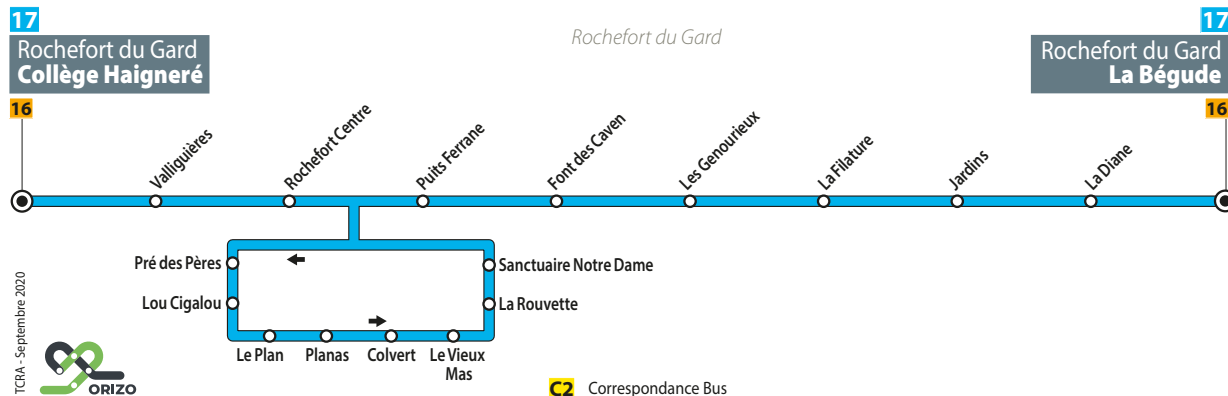 17
Rochefort du Gard
Collège Haigneré
16
Rochefort du Gard
17
Rochefort du Gard
La Bégude
16
Valliguières
Rochefort Centre
Puits Ferrane
Font des Caven
Les Genourieux
La Filature
Jardins
La Diane
Pré des Pères
Lou Cigalou
Le Plan
Planas
Colvert
Le Vieux
Mas
La Rouvette
Sanctuaire Notre Dame
TCRA - Septembre 2020
ORIZO
C2 Correspondance Bus